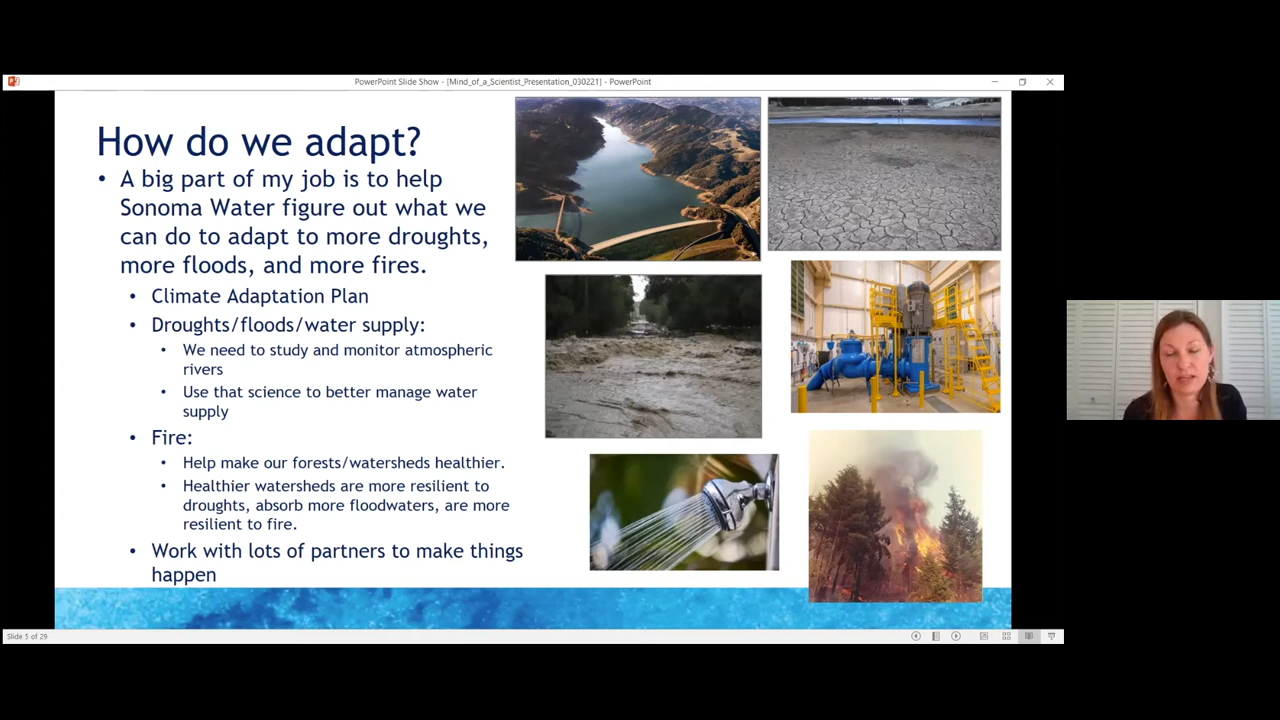 PowerPoint Slide Show - [Mind_of_a_Scientist_Presentation_030221] - PowerPoint
How do we adapt?
• A big part of my job is to help
Sonoma Water figure out what we
can do to adapt to more droughts,
more floods, and more fires.
• Climate Adaptation Plan
• Droughts/floods/water supply:
• We need to study and monitor atmospheric
rivers
• Use that science to better manage water
supply
• Fire:
• Help make our forests/watersheds healthier.
• Healthier watersheds are more resilient to
droughts, absorb more floodwaters, are more
resilient to fire.
• Work with lots of partners to make things
happen
Slide 5 of 29